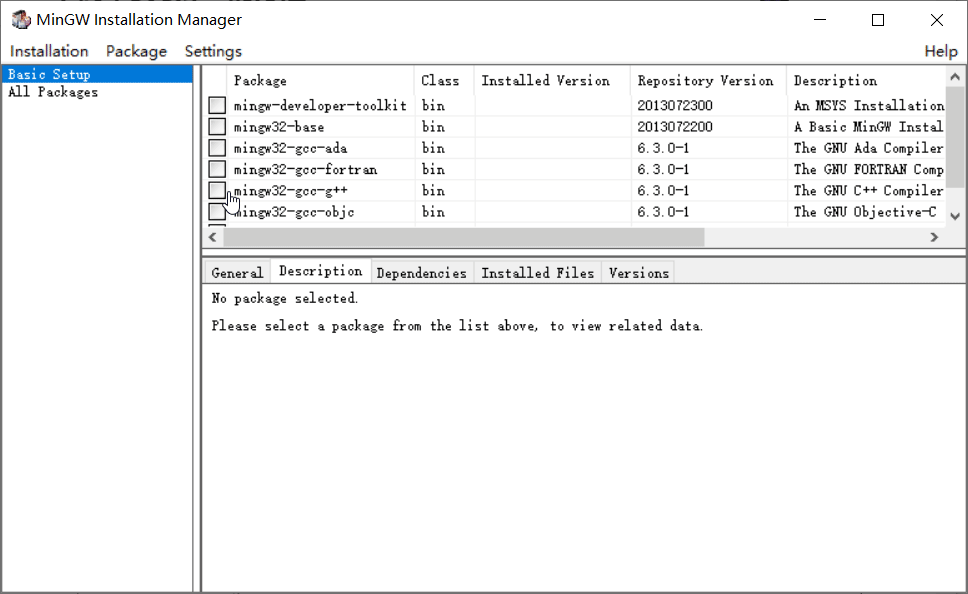 MinGW Installation Manager
Installation Package Settings Help
Basic Setup
All Packages
Package Class Installed Version Repository Version Description
mingw-developer-toolkit bin 2013072300 An MSYS Installation
mingw32-base bin 2013072200 A Basic MinGW Instal
mingw32-gcc-ada bin 6.3.0-1 The GNU Ada Compiler
mingw32-gcc-fortran bin 6.3.0-1 The GNU FORTRAN Comp
mingw32-gcc-g++ bin 6.3.0-1 The GNU C++ Compiler
mingw32-gcc-objc bin 6.3.0-1 The GNU Objective-C
General Description Dependencies Installed Files Versions
No package selected.
Please select a package from the list above, to view related data.